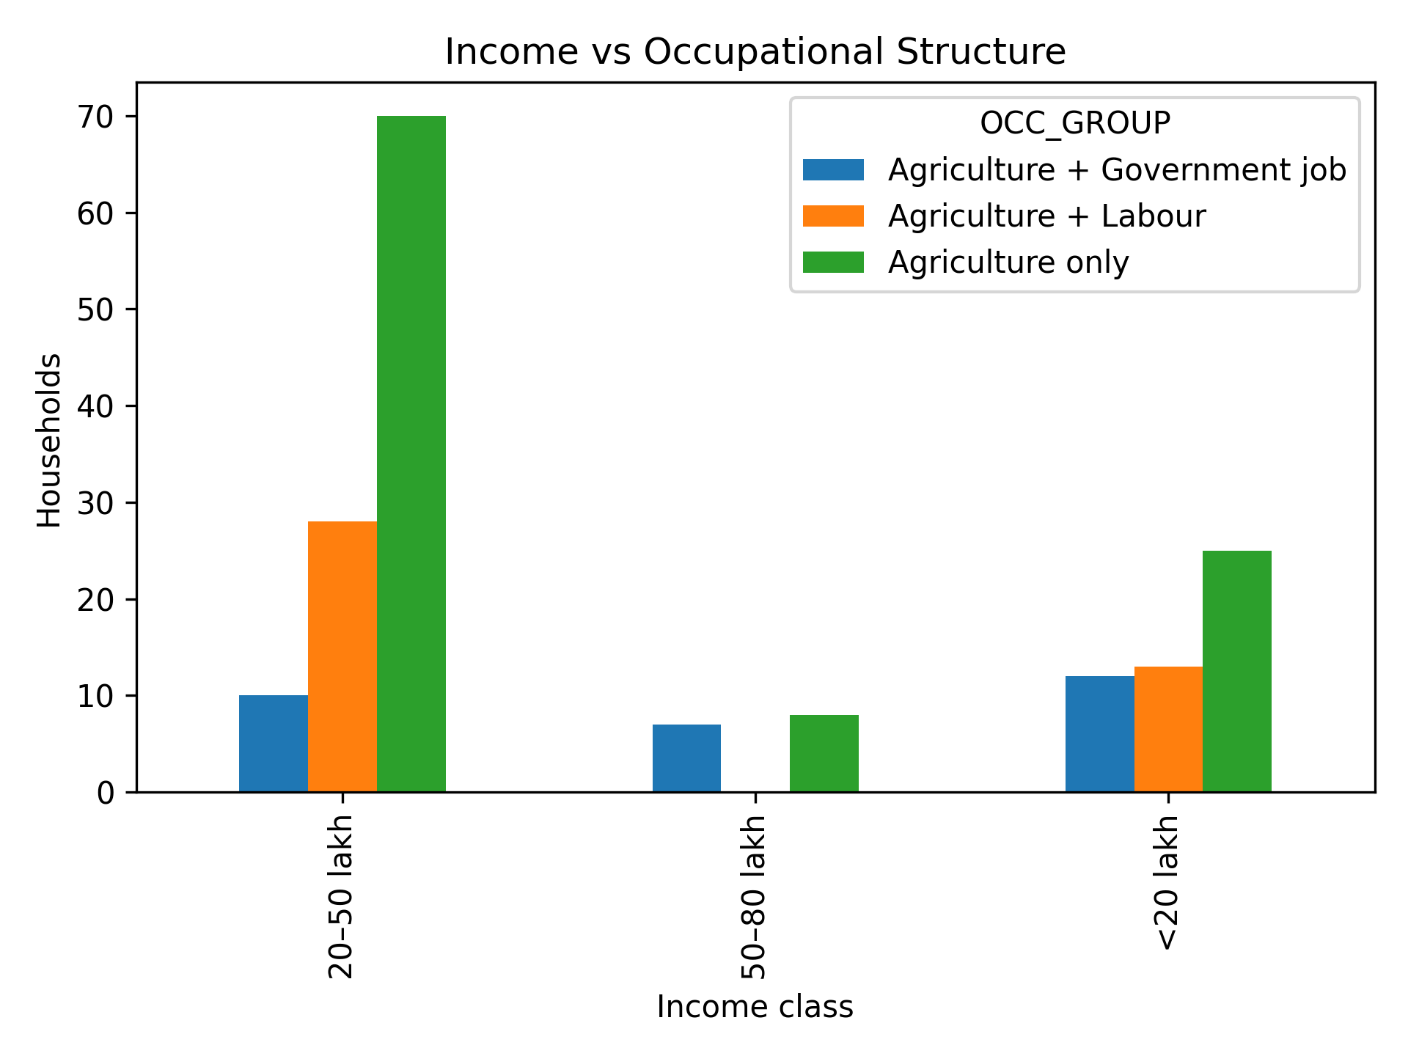 Income vs Occupational Structure
OCC_GROUP
Agriculture + Government job
Agriculture + Labour
Agriculture only
Households
70
60
50
40
30
20
10
0
20–50 lakh
50–80 lakh
<20 lakh
Income class